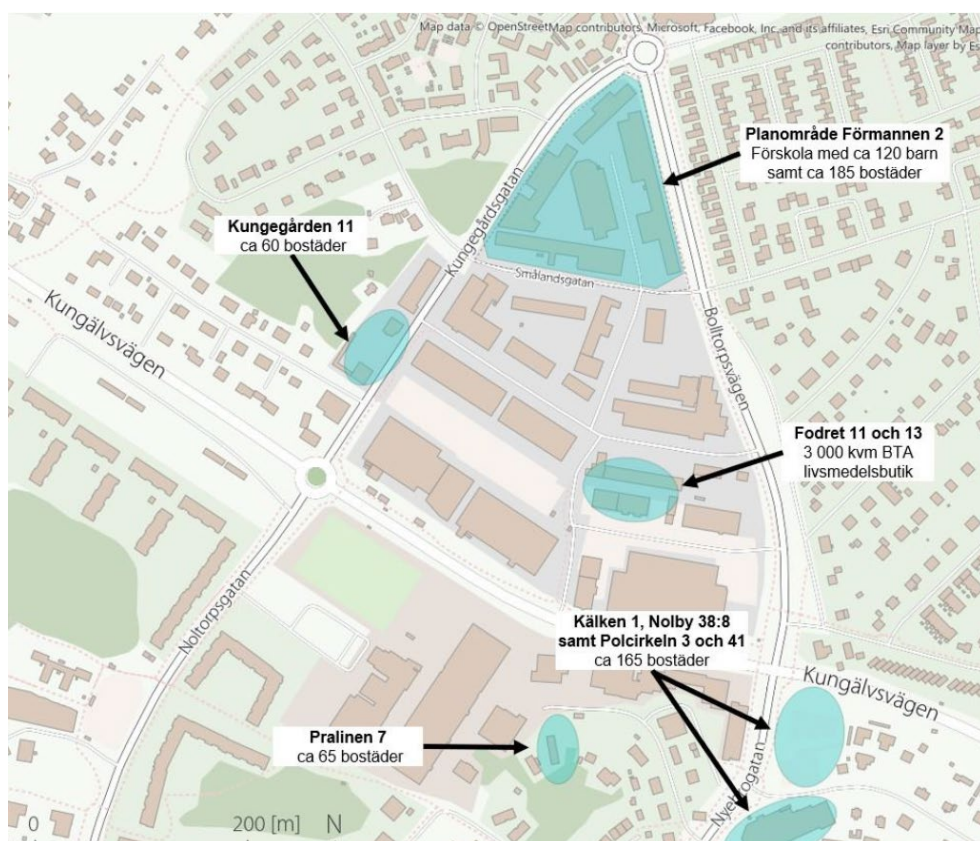 Map data © OpenStreetMap contributors, Microsoft, Facebook, Inc. and its affiliates, Esri Community Map
contributors, Map layer by Es
Planområde Förmannen 2
Förskola med ca 120 barn
samt ca 185 bostäder
Kungegårdsgatan
Kungegården 11
ca 60 bostäder
Smålandsgatan
Kungälvsvägen
Bolltorpsvägen
Fodret 11 och 13
3 000 kvm BTA
livsmedelsbutik
Noltorpsgatan
Kälken 1, Nolby 38:8
samt Polcirkeln 3 och 41
ca 165 bostäder
Kungälvsvägen
Pralinen 7
ca 65 bostäder
Nyebrogatan
0 200 [m] N